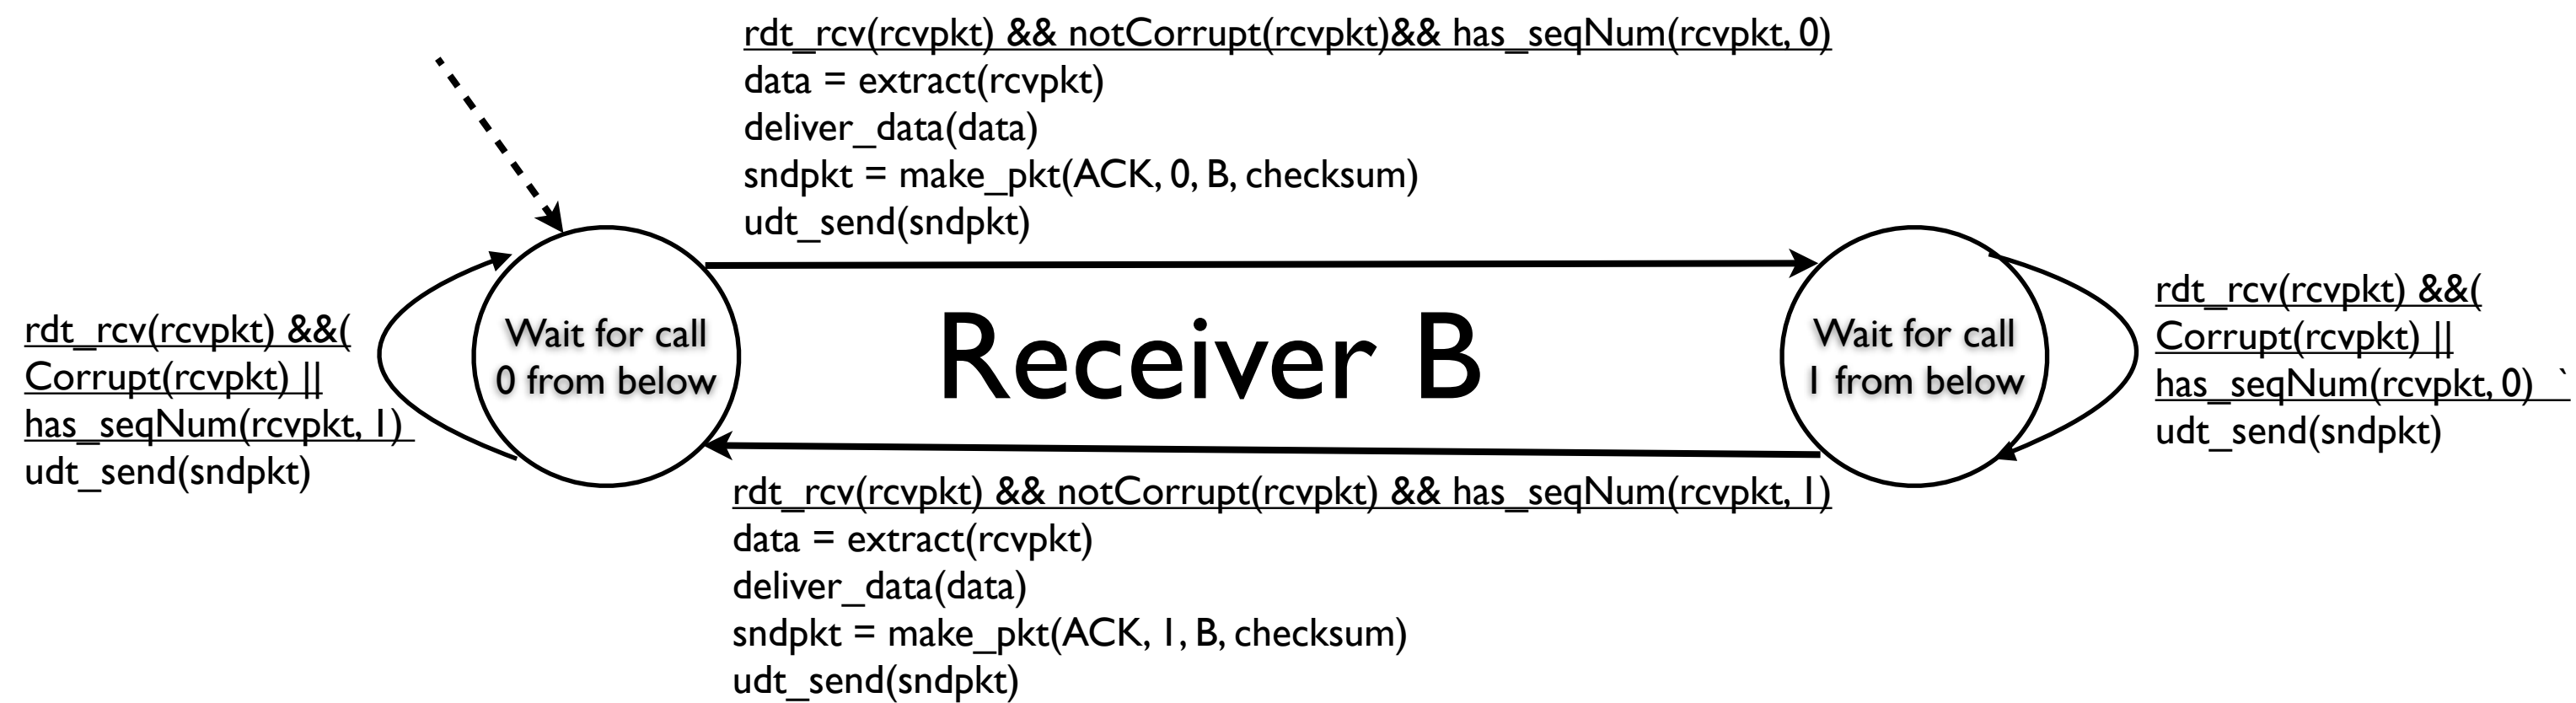 rdt_rcv(rcvpkt) && notCorrupt(rcvpkt)&& has_seqNum(rcvpkt, 0)
data = extract(rcvpkt)
deliver_data(data)
sndpkt = make_pkt(ACK, 0, B, checksum)
udt_send(sndpkt)
rdt_rcv(rcvpkt) &&(
Corrupt(rcvpkt) ||
has_seqNum(rcvpkt, 1)
udt_send(sndpkt)
Wait for call
0 from below
Receiver B
Wait for call
1 from below
rdt_rcv(rcvpkt) &&(
Corrupt(rcvpkt) ||
has_seqNum(rcvpkt, 0) `
udt_send(sndpkt)
rdt_rcv(rcvpkt) && notCorrupt(rcvpkt) && has_seqNum(rcvpkt, 1)
data = extract(rcvpkt)
deliver_data(data)
sndpkt = make_pkt(ACK, 1, B, checksum)
udt_send(sndpkt)